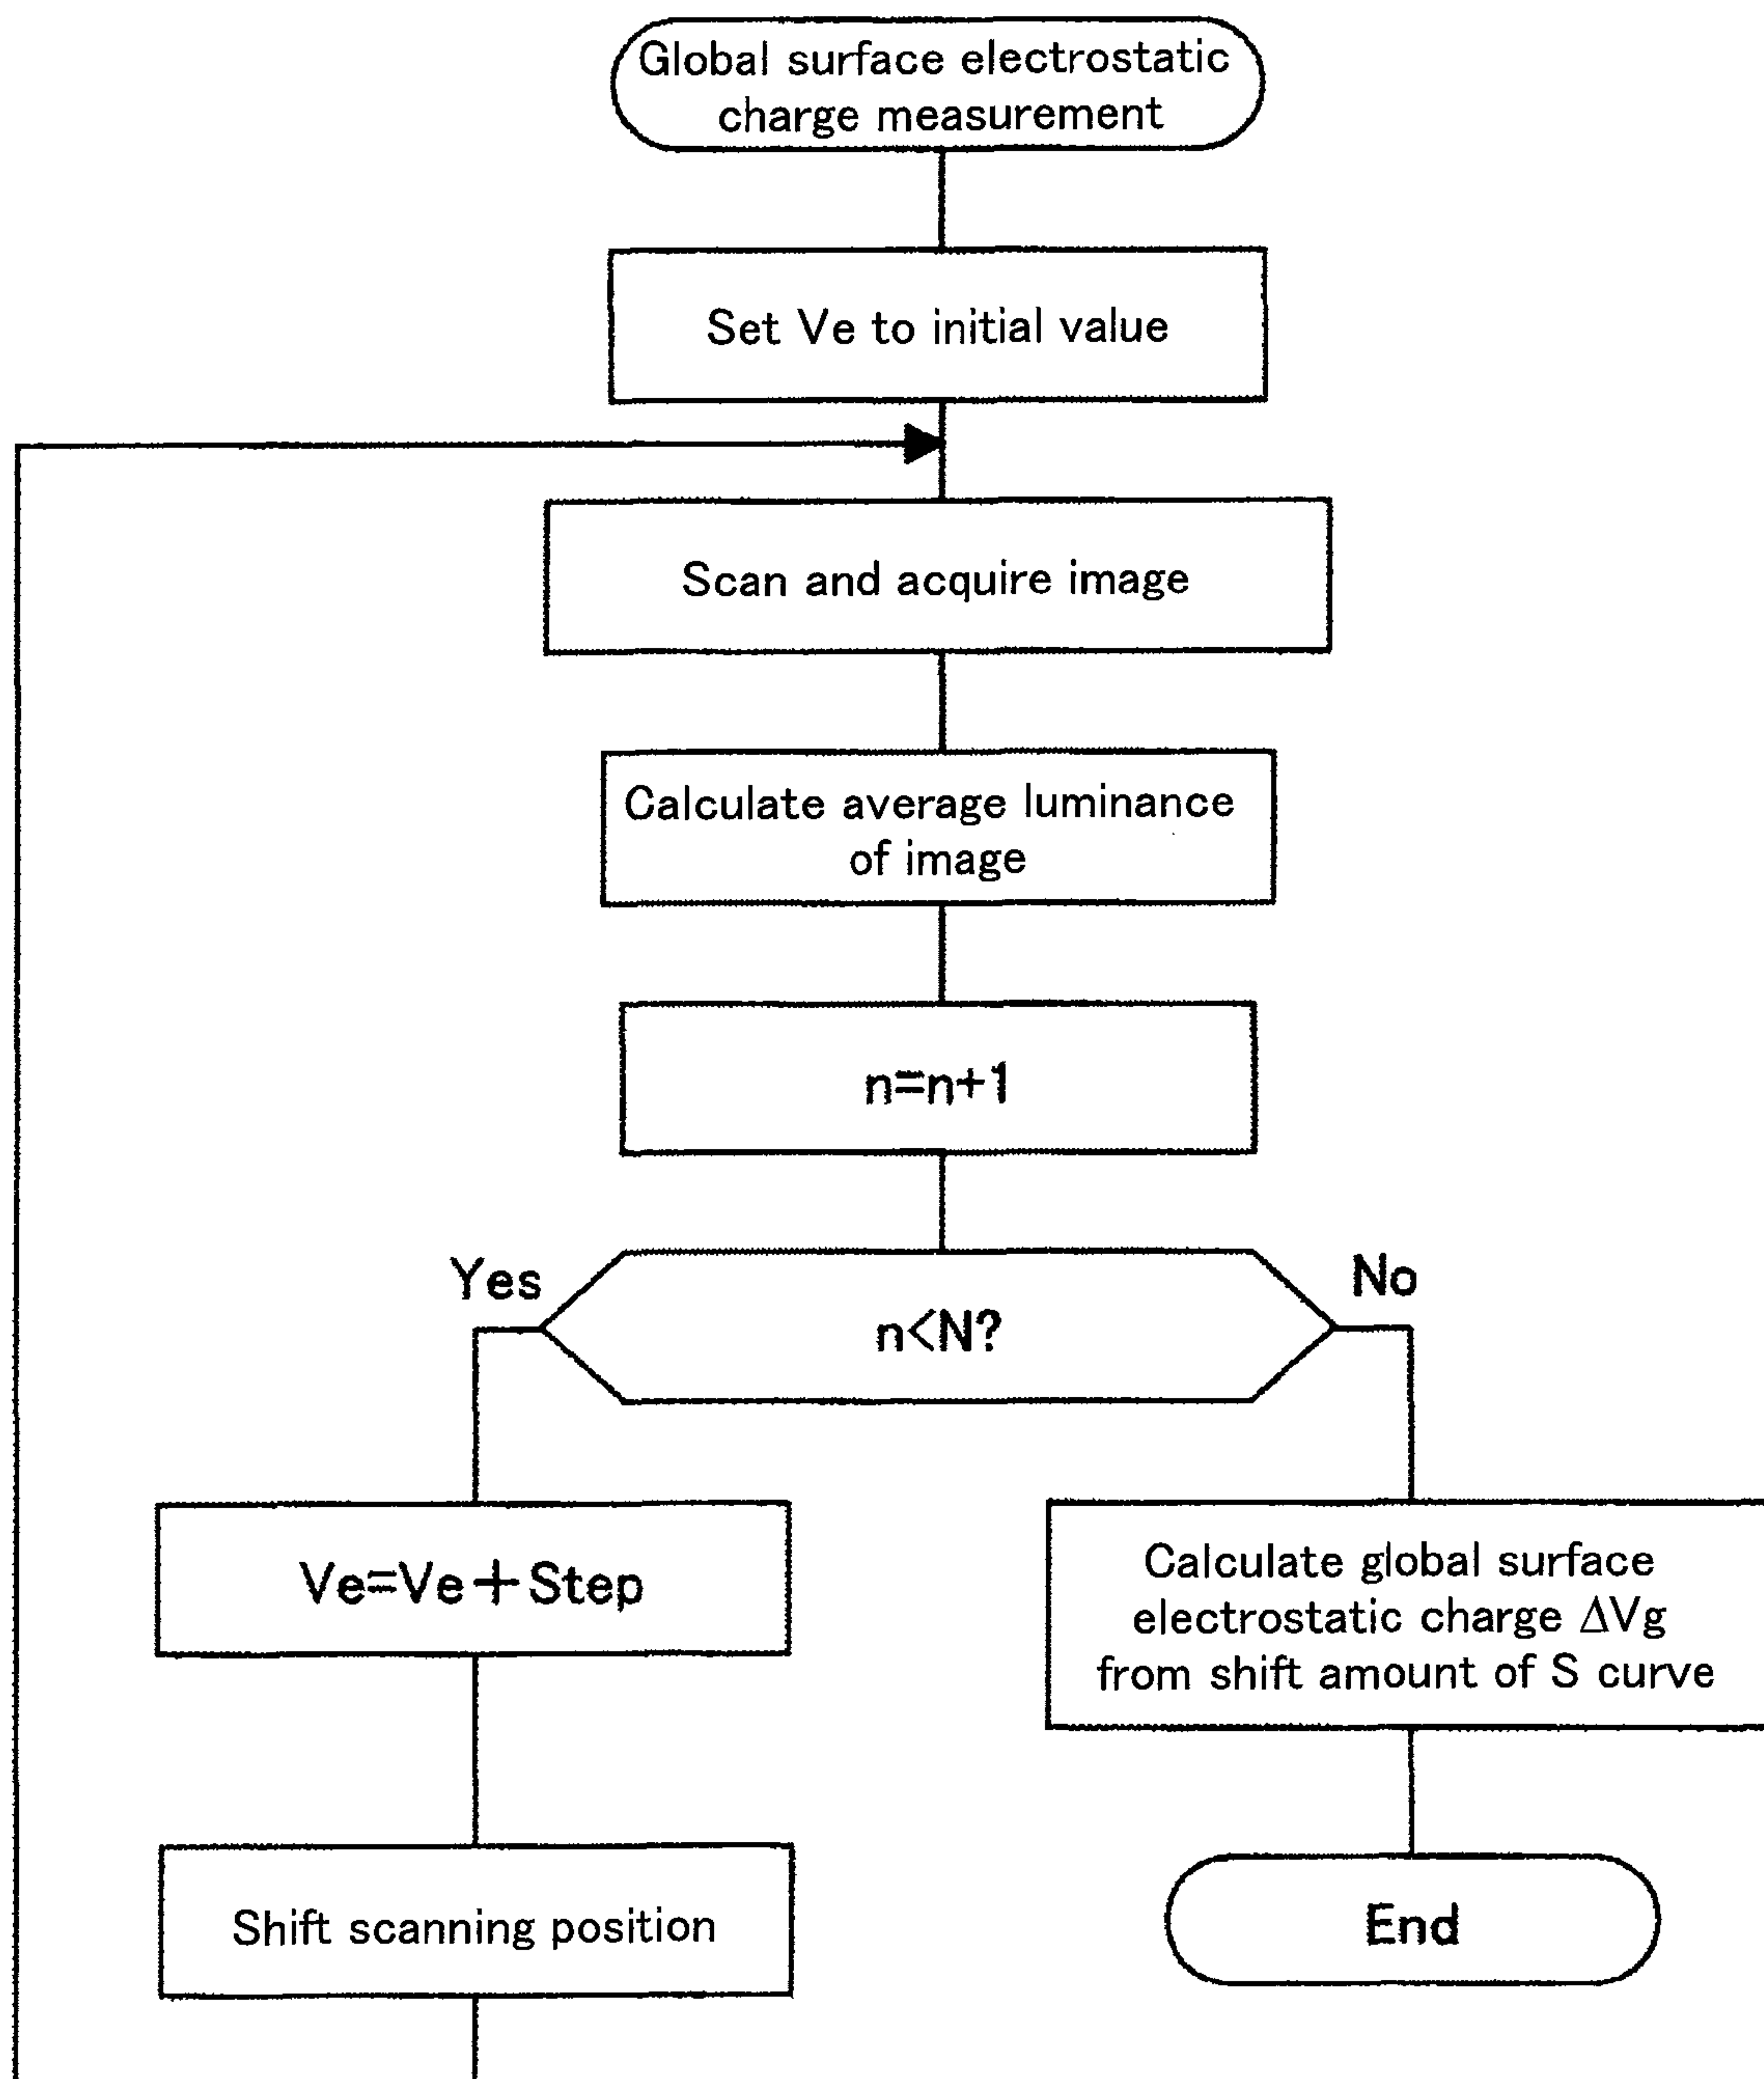 Global surface electrostatic
charge measurement
Set Ve to initial value
Scan and acquire image
Calculate average luminance
of image
n=n+1
Yes
No
n<N?
Ve=Ve+Step
Calculate global surface
electrostatic charge ΔVg
from shift amount of S curve
Shift scanning position
End